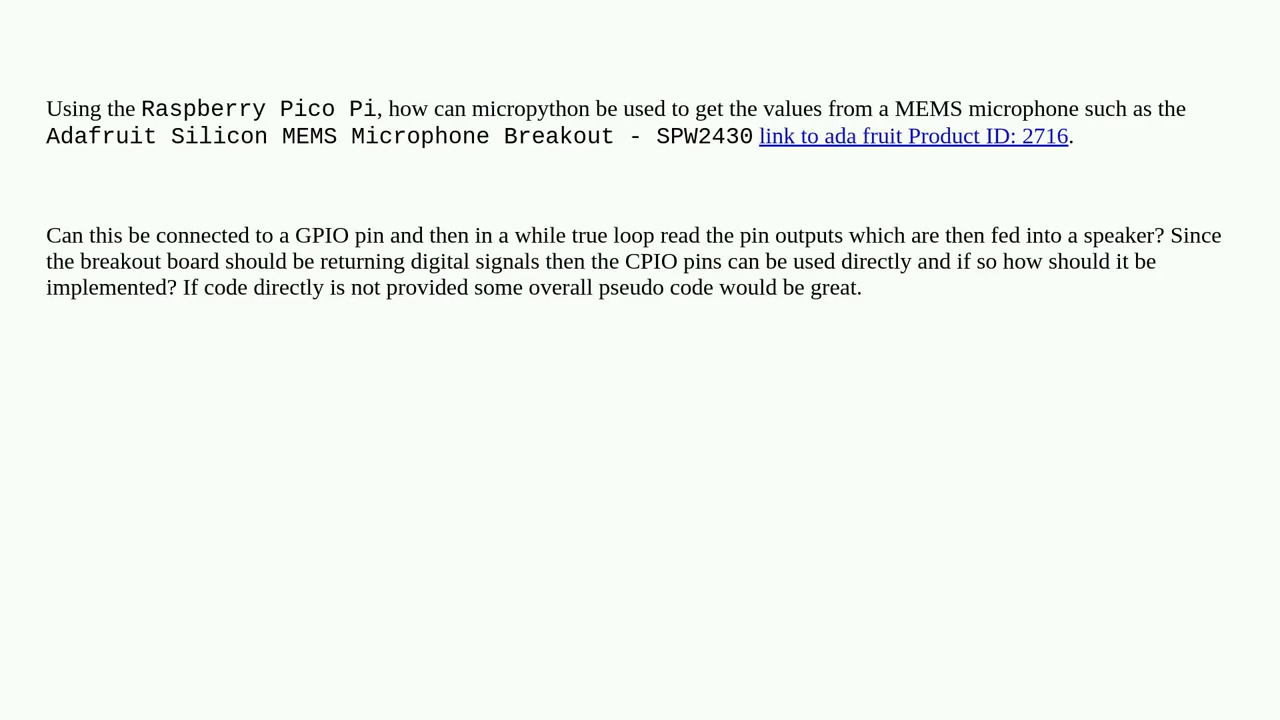 Using the Raspberry Pico Pi, how can micropython be used to get the values from a MEMS microphone such as the
Adafruit Silicon MEMS Microphone Breakout - SPW2430 link to ada fruit Product ID: 2716.
Can this be connected to a GPIO pin and then in a while true loop read the pin outputs which are then fed into a speaker? Since
the breakout board should be returning digital signals then the CPIO pins can be used directly and if so how should it be
implemented? If code directly is not provided some overall pseudo code would be great.